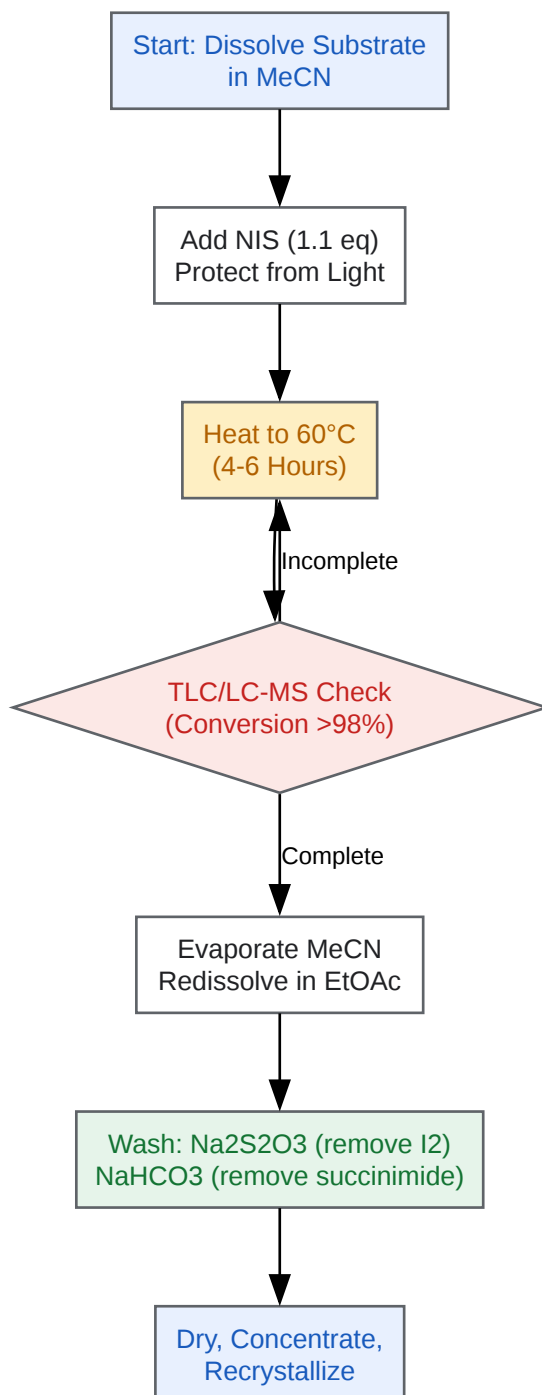 Start: Dissolve Substrate
in MeCN
Add NIS (1.1 eq)
Protect from Light
Heat to 60°C
(4-6 Hours)
Incomplete
TLC/LC-MS Check
(Conversion >98%)
Complete
Evaporate MeCN
Redissolve in EtOAc
Wash: Na2S2O3 (remove I2)
NaHCO3 (remove succinimide)
Dry, Concentrate,
Recrystallize